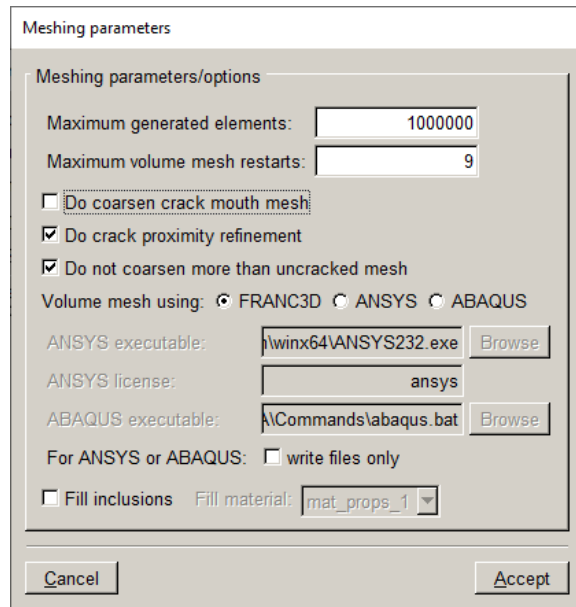 Meshing parameters
Meshing parameters/options
Maximum generated elements: 1000000
Maximum volume mesh restarts: 9
Do coarsen crack mouth mesh
Do crack proximity refinement
Do not coarsen more than uncracked mesh
Volume mesh using: FRANC3D ANSYS ABAQUS
ANSYS executable: \winx64\ANSYS232.exe Browse
ANSYS license: ansys
ABAQUS executable: \Commands\abaqus.bat Browse
For ANSYS or ABAQUS: write files only
Fill inclusions Fill material: mat_props_1
Cancel Accept